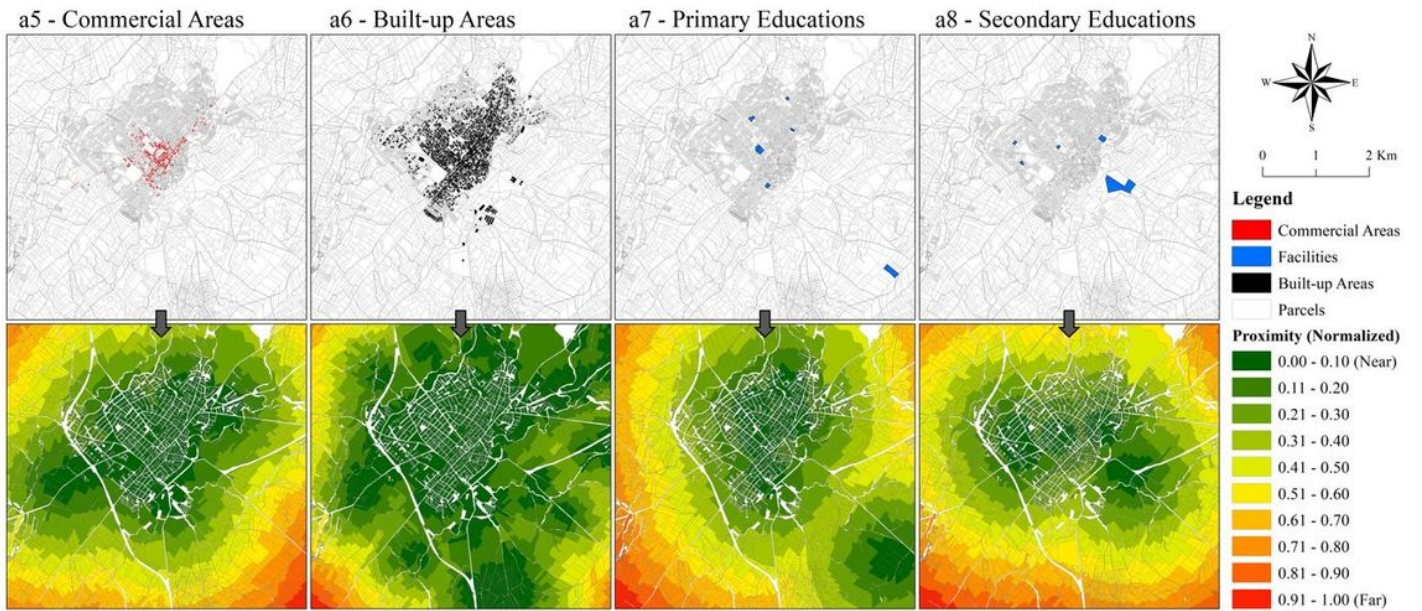 a5 - Commercial Areas
a6 - Built-up Areas
a7 - Primary Educations
a8 - Secondary Educations
N
W
E
S
0
1
2 Km
Legend
Commercial Areas
Facilities
Built-up Areas
Parcels
Proximity (Normalized)
0.00 - 0.10 (Near)
0.11 - 0.20
0.21 - 0.30
0.31 - 0.40
0.41 - 0.50
0.51 - 0.60
0.61 - 0.70
0.71 - 0.80
0.81 - 0.90
0.91 - 1.00 (Far)